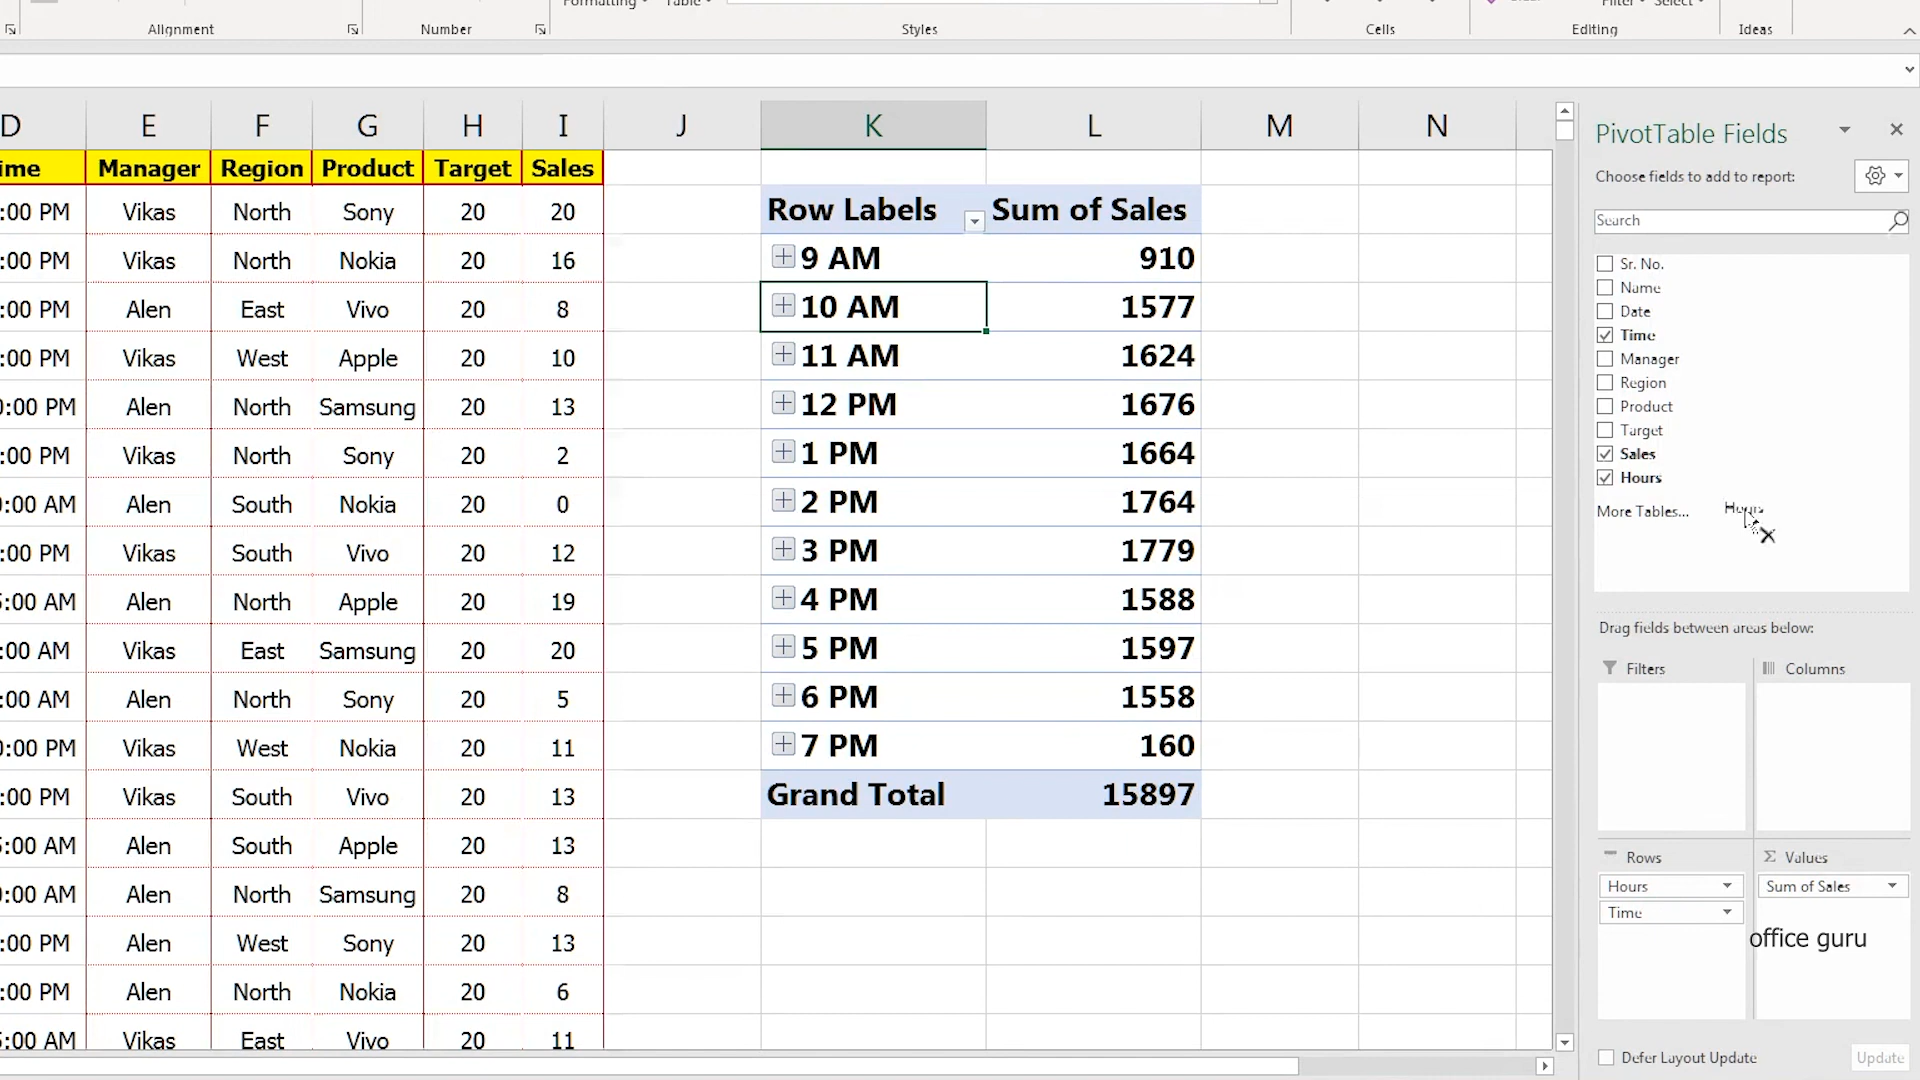 Formatting Table
Filter Select
Alignment Number Styles Cells Editing Ideas
D E F G H I J K L M N
ime Manager Region Product Target Sales
:00 PM Vikas North Sony 20 20
:00 PM Vikas North Nokia 20 16
:00 PM Alen East Vivo 20 8
:00 PM Vikas West Apple 20 10
0:00 PM Alen North Samsung 20 13
:00 PM Vikas North Sony 20 2
0:00 AM Alen South Nokia 20 0
:00 PM Vikas South Vivo 20 12
5:00 AM Alen North Apple 20 19
:00 AM Vikas East Samsung 20 20
:00 AM Alen North Sony 20 5
0:00 PM Vikas West Nokia 20 11
:00 PM Vikas South Vivo 20 13
5:00 AM Alen South Apple 20 13
0:00 AM Alen North Samsung 20 8
:00 PM Alen West Sony 20 13
:00 PM Alen North Nokia 20 6
5:00 AM Vikas East Vivo 20 11
Row Labels Sum of Sales
9 AM 910
10 AM 1577
11 AM 1624
12 PM 1676
1 PM 1664
2 PM 1764
3 PM 1779
4 PM 1588
5 PM 1597
6 PM 1558
7 PM 160
Grand Total 15897
PivotTable Fields
Choose fields to add to report:
Search
Sr. No.
Name
Date
Time
Manager
Region
Product
Target
Sales
Hours
More Tables... Hours
Drag fields between areas below:
Filters Columns
Rows Σ Values
Hours Sum of Sales
Time
office guru
Defer Layout Update Update